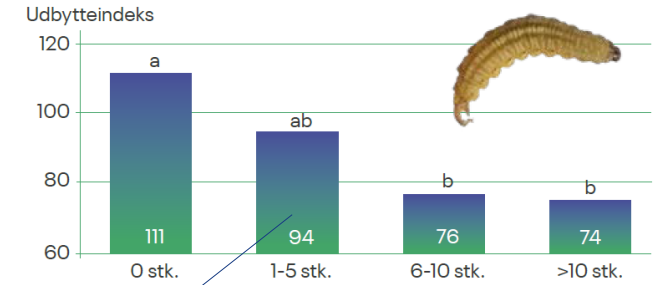 Udbytteindeks
120
a
100
ab
80
b
b
111
94
76
74
60
0 stk.
1-5 stk.
6-10 stk.
>10 stk.